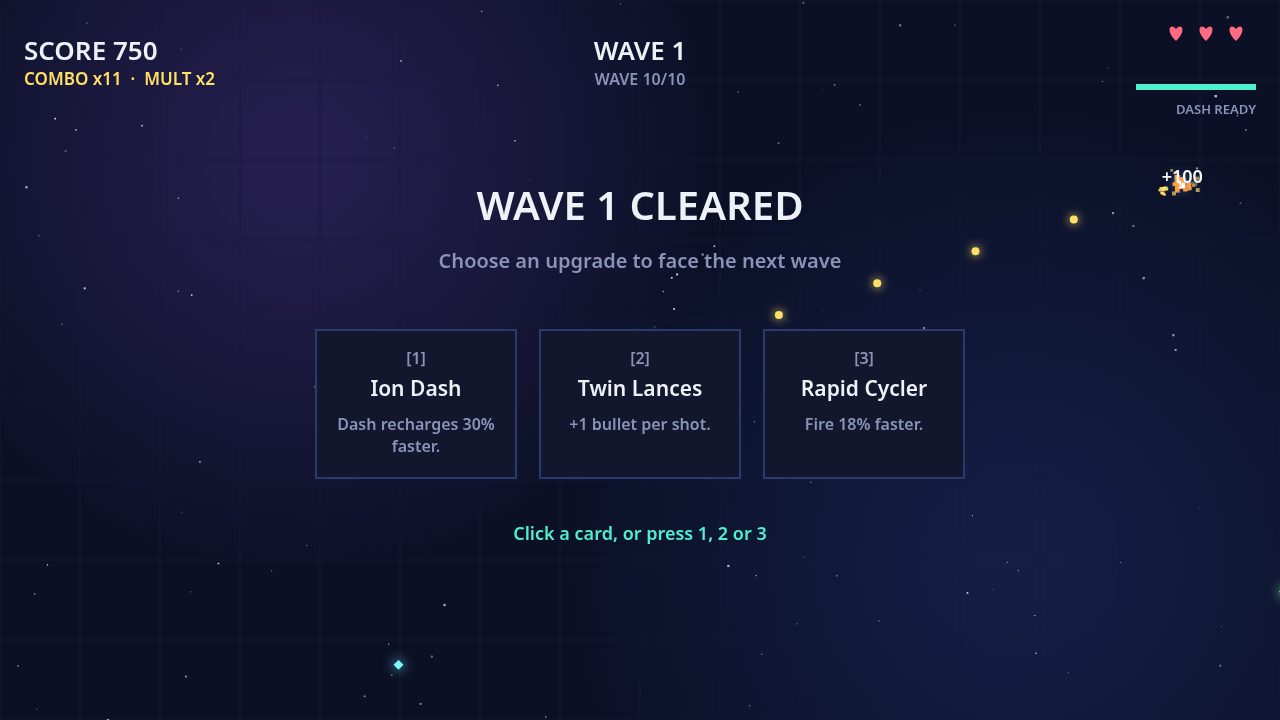 SCORE 750
COMBO x11 · MULT x2
WAVE 1
WAVE 10/10
DASH READY
+100
WAVE 1 CLEARED
Choose an upgrade to face the next wave
[1]
Ion Dash
Dash recharges 30%
faster.
[2]
Twin Lances
+1 bullet per shot.
[3]
Rapid Cycler
Fire 18% faster.
Click a card, or press 1, 2 or 3